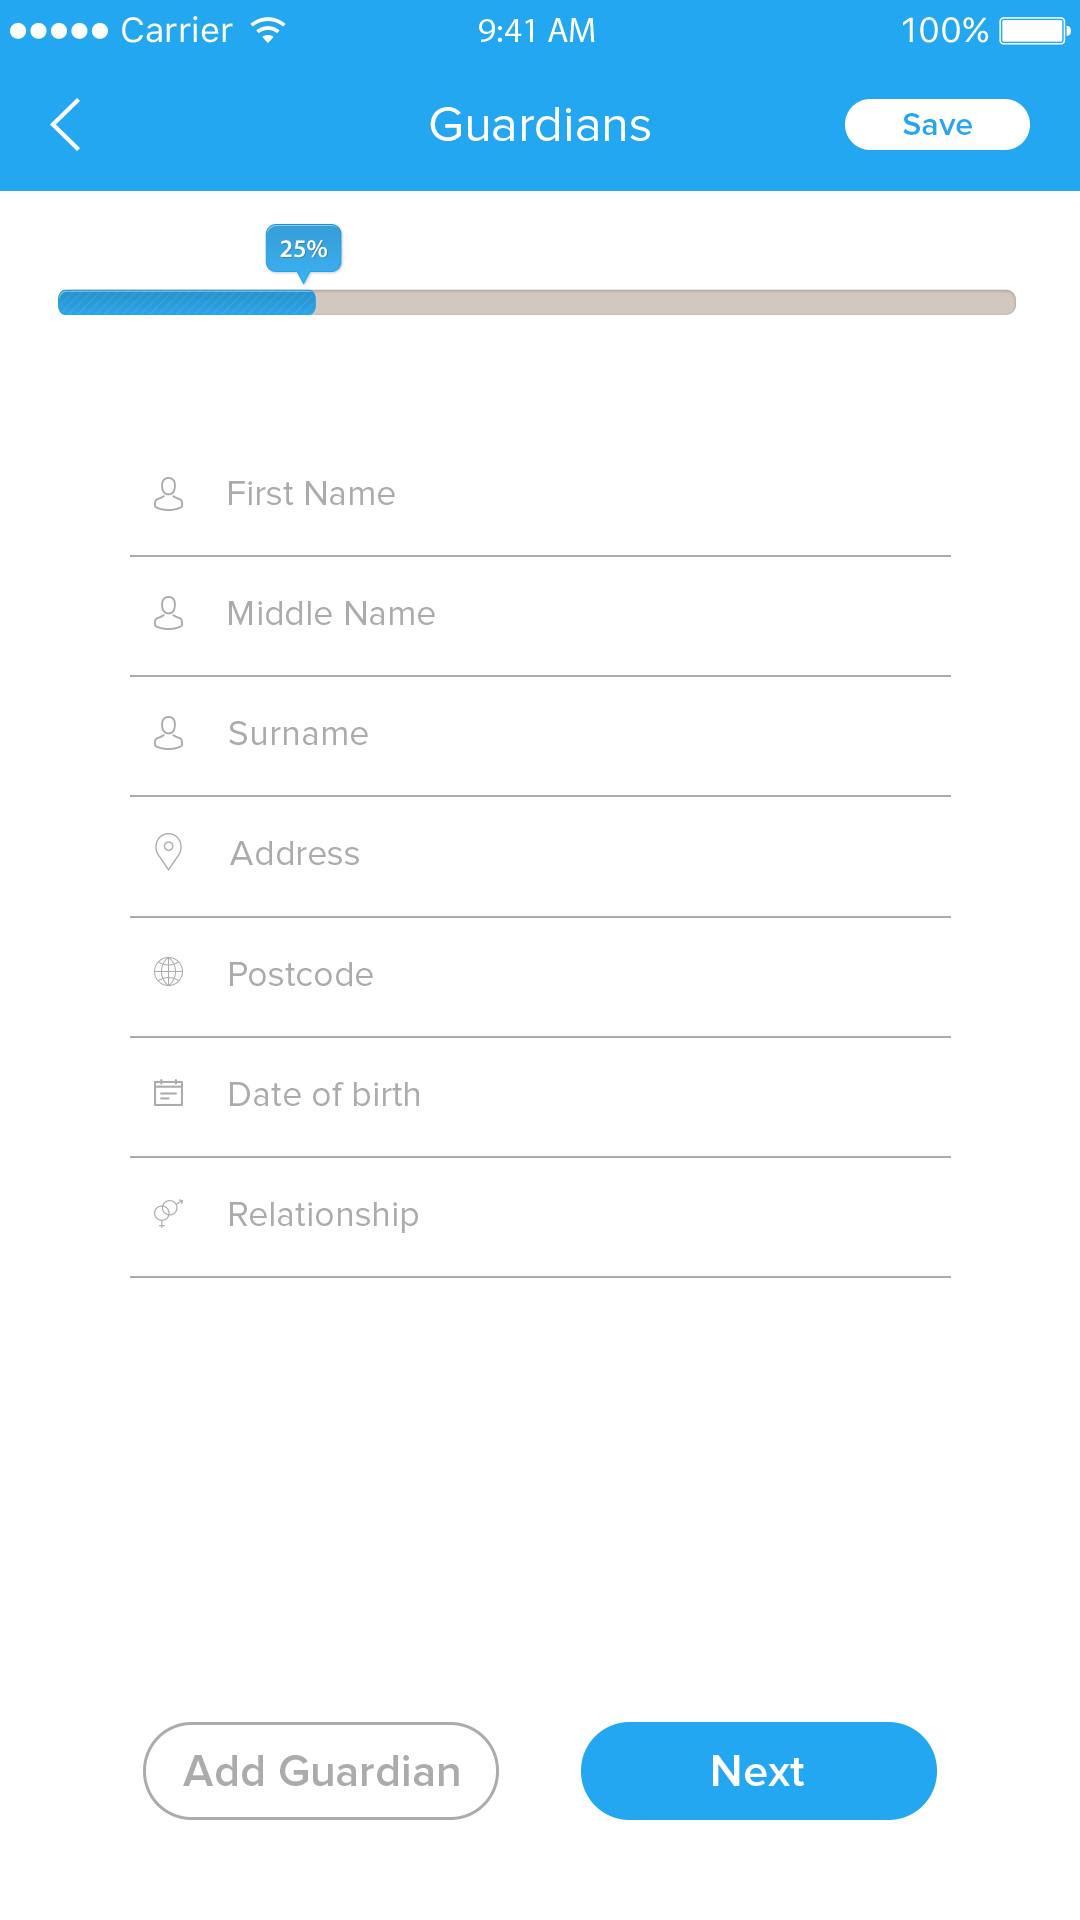 Carrier 9:41 AM 100%
Guardians Save
25%
First Name
Middle Name
Surname
Address
Postcode
Date of birth
Relationship
Add Guardian Next